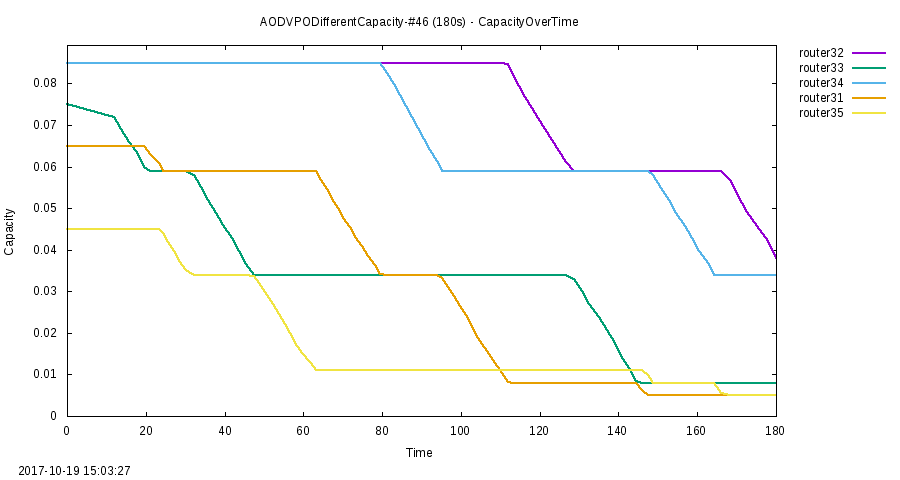 AODVPODifferentCapacity-#46 (180s) - CapacityOverTime
router32
router33
router34
router31
router35
0.08
0.07
0.06
0.05
0.04
0.03
0.02
0.01
0
Capacity
0 20 40 60 80 100 120 140 160 180
Time
2017-10-19 15:03:27